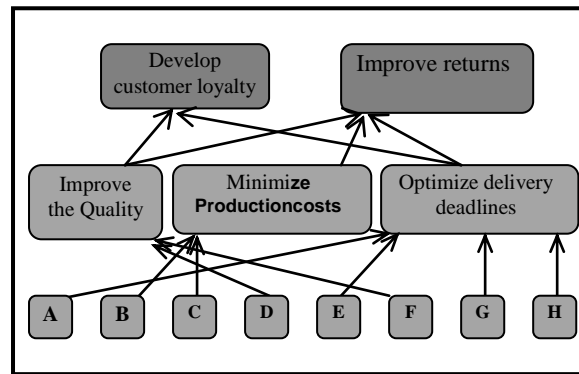 Develop
customer loyalty
Improve returns
Improve
the Quality
Minimize
Productioncosts
Optimize delivery
deadlines
A
B
C
D
E
F
G
H